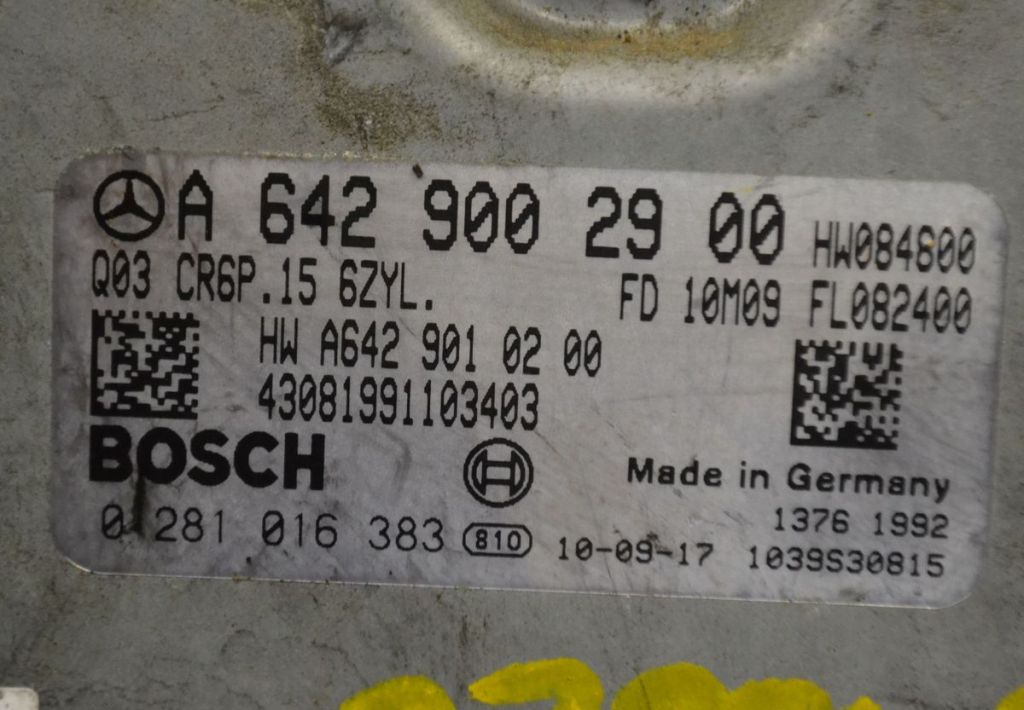 A 642 900 29 00 HW084800
Q03 CR6P.15 6ZYL. FD 10M09 FL082400
HW A642 901 02 00
43081991103403
BOSCH
Made in Germany
1376 1992
0 281 016 383 810 10-09-17 1039S30815